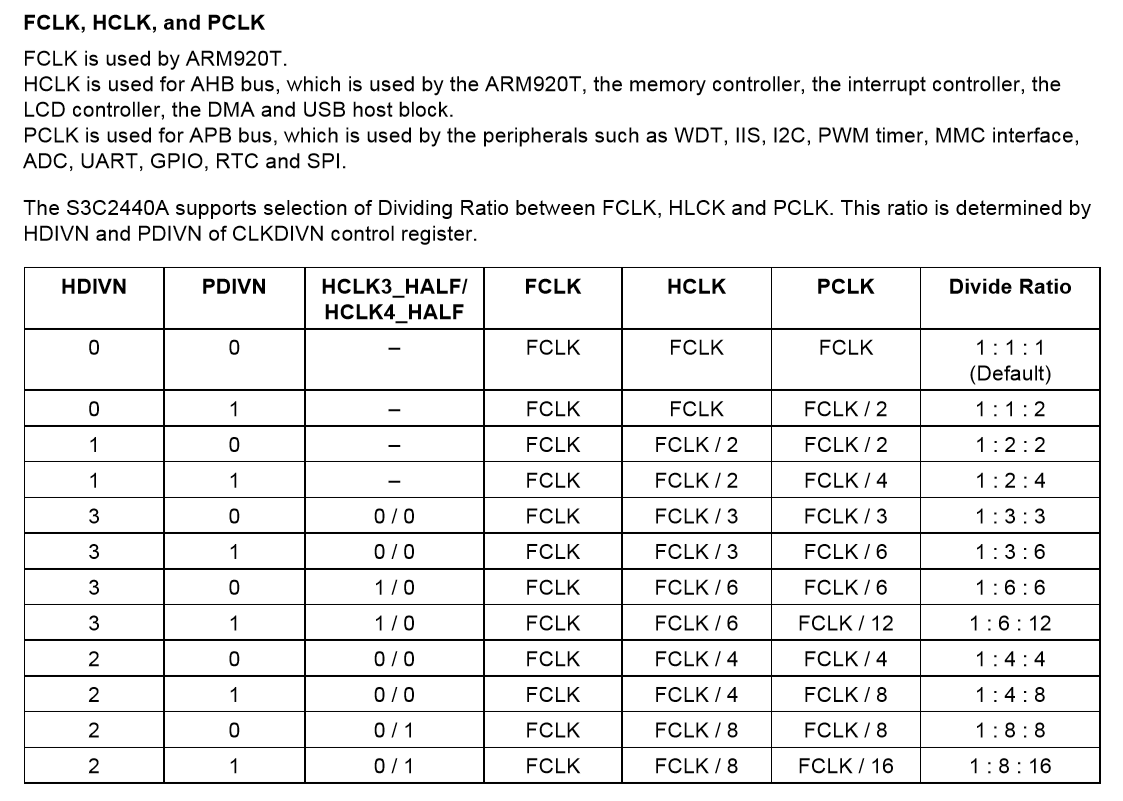 FCLK, HCLK, and PCLK
FCLK is used by ARM920T.
HCLK is used for AHB bus, which is used by the ARM920T, the memory controller, the interrupt controller, the
LCD controller, the DMA and USB host block.
PCLK is used for APB bus, which is used by the peripherals such as WDT, IIS, I2C, PWM timer, MMC interface,
ADC, UART, GPIO, RTC and SPI.
The S3C2440A supports selection of Dividing Ratio between FCLK, HLCK and PCLK. This ratio is determined by
HDIVN and PDIVN of CLKDIVN control register.
HDIVN PDIVN HCLK3_HALF/ FCLK HCLK PCLK Divide Ratio
HCLK4_HALF
0 0 – FCLK FCLK FCLK 1 : 1 : 1
(Default)
0 1 – FCLK FCLK FCLK / 2 1 : 1 : 2
1 0 – FCLK FCLK / 2 FCLK / 2 1 : 2 : 2
1 1 – FCLK FCLK / 2 FCLK / 4 1 : 2 : 4
3 0 0 / 0 FCLK FCLK / 3 FCLK / 3 1 : 3 : 3
3 1 0 / 0 FCLK FCLK / 3 FCLK / 6 1 : 3 : 6
3 0 1 / 0 FCLK FCLK / 6 FCLK / 6 1 : 6 : 6
3 1 1 / 0 FCLK FCLK / 6 FCLK / 12 1 : 6 : 12
2 0 0 / 0 FCLK FCLK / 4 FCLK / 4 1 : 4 : 4
2 1 0 / 0 FCLK FCLK / 4 FCLK / 8 1 : 4 : 8
2 0 0 / 1 FCLK FCLK / 8 FCLK / 8 1 : 8 : 8
2 1 0 / 1 FCLK FCLK / 8 FCLK / 16 1 : 8 : 16